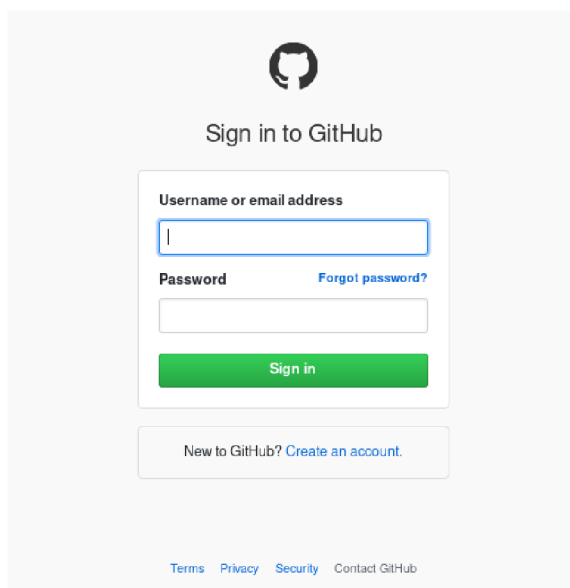 Sign in to GitHub
Username or email address
Password Forgot password?
Sign in
New to GitHub? Create an account.
Terms Privacy Security Contact GitHub